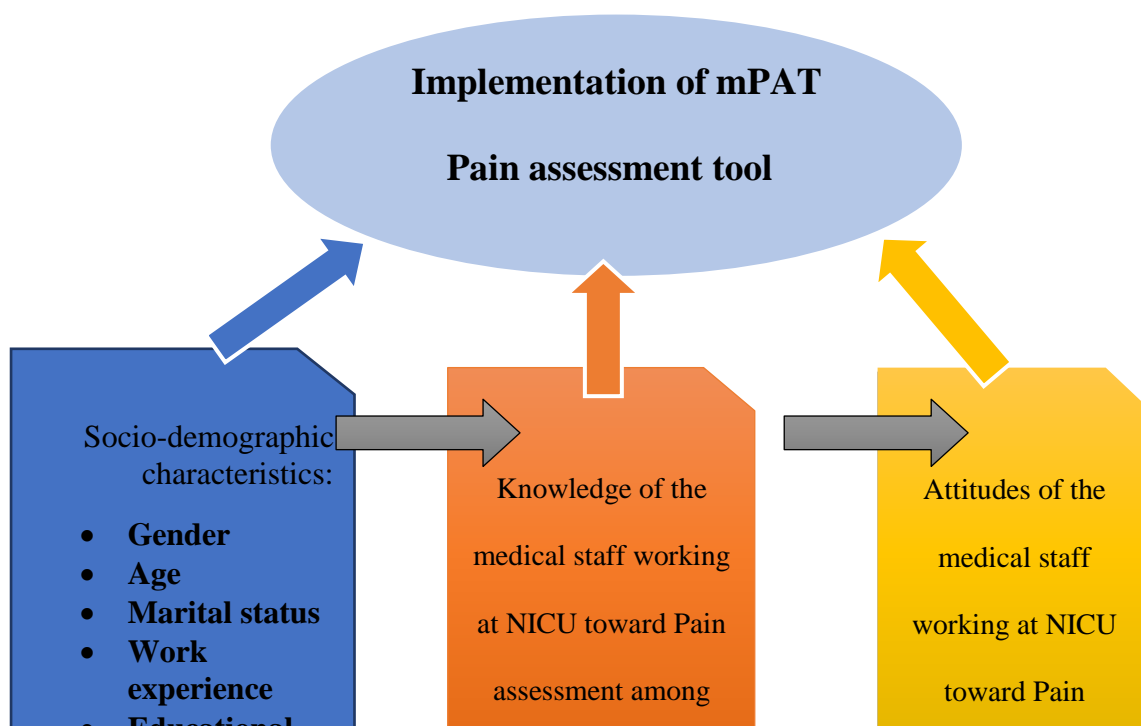 Implementation of mPAT
Pain assessment tool
Socio-demographic
characteristics:
• Gender
• Age
• Marital status
• Work
experience
• Educational
Knowledge of the
medical staff working
at NICU toward Pain
assessment among
Attitudes of the
medical staff
working at NICU
toward Pain